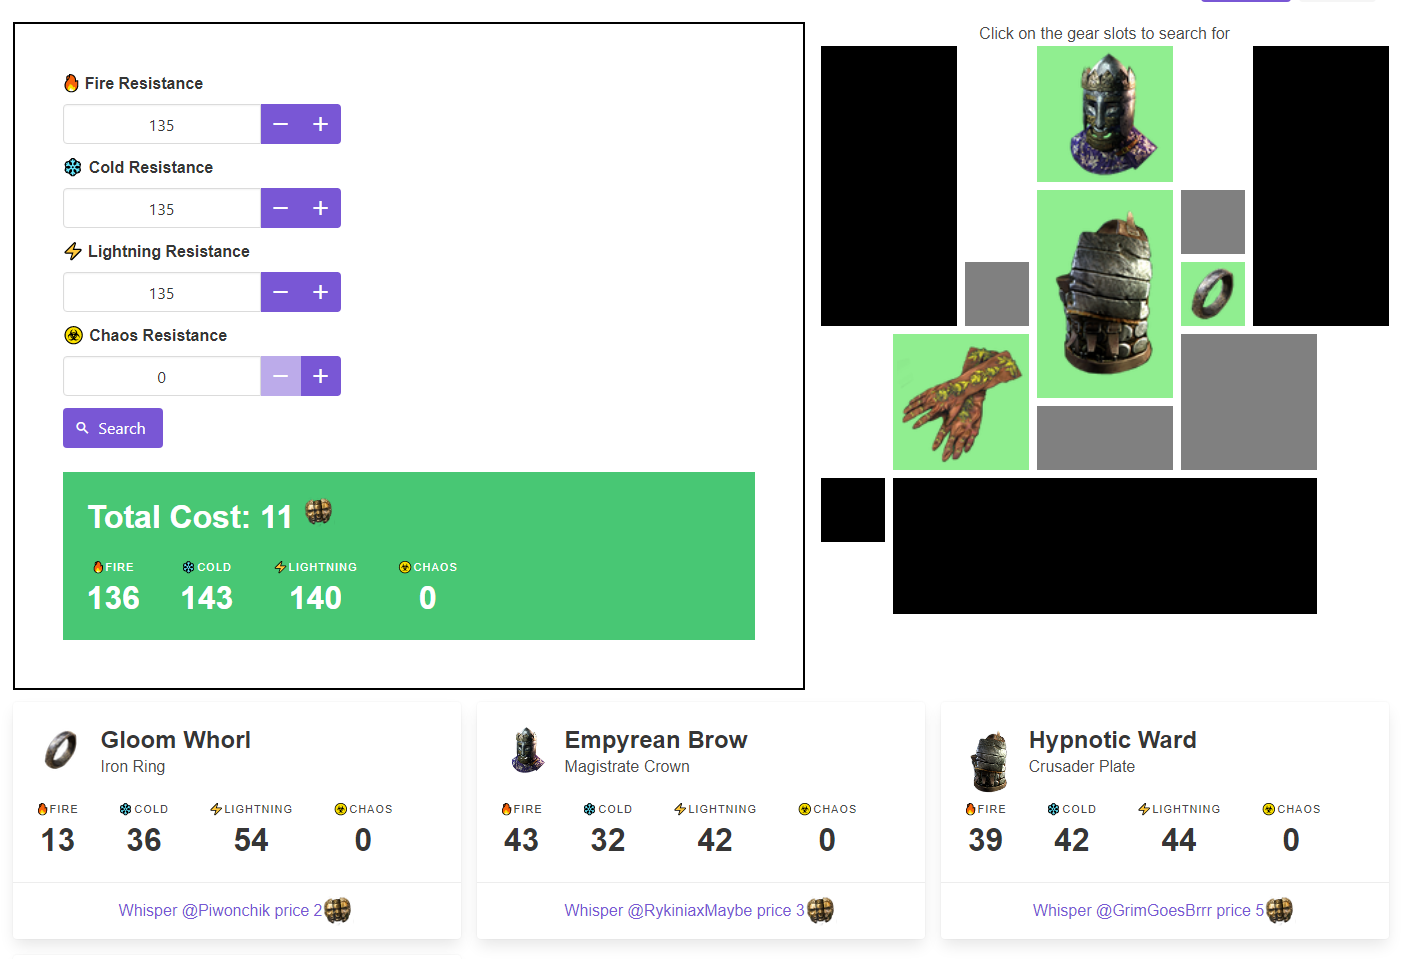 Click on the gear slots to search for
Fire Resistance
135
Cold Resistance
135
Lightning Resistance
135
Chaos Resistance
0
Search
Total Cost: 11
FIRE COLD LIGHTNING CHAOS
136 143 140 0
Gloom Whorl
Iron Ring
FIRE COLD LIGHTNING CHAOS
13 36 54 0
Whisper @Piwonchik price 2
Empyrean Brow
Magistrate Crown
FIRE COLD LIGHTNING CHAOS
43 32 42 0
Whisper @RykiniaxMaybe price 3
Hypnotic Ward
Crusader Plate
FIRE COLD LIGHTNING CHAOS
39 42 44 0
Whisper @GrimGoesBrrr price 5